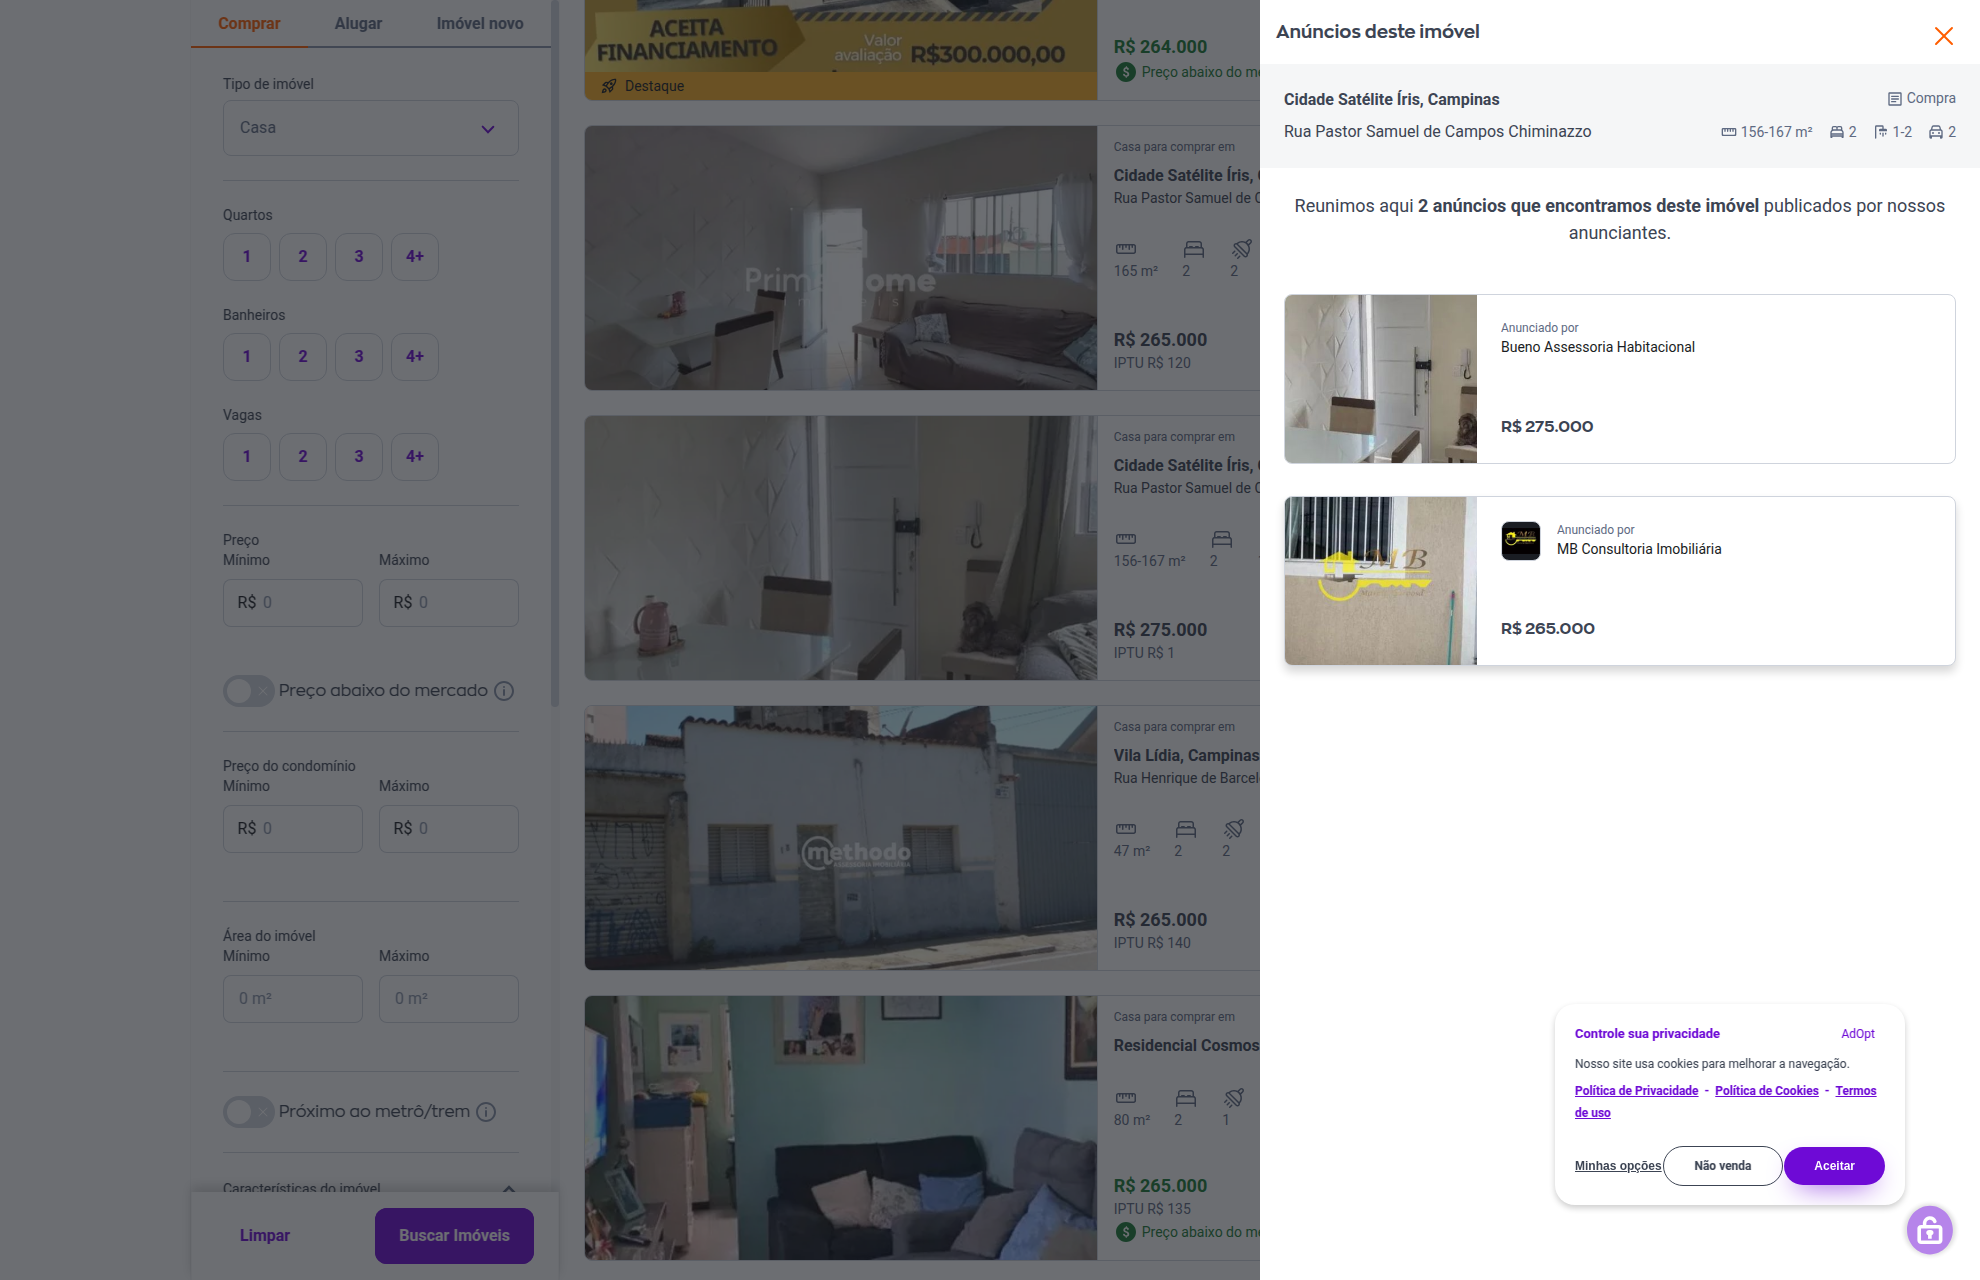 Comprar
Alugar
Imóvel novo
Tipo de imóvel
Casa
Quartos
1
2
3
4+
Banheiros
1
2
3
4+
Vagas
1
2
3
4+
Preço
Mínimo
Máximo
R$ 0
R$ 0
Preço abaixo do mercado
Preço do condomínio
Mínimo
Máximo
R$ 0
R$ 0
Área do imóvel
Mínimo
Máximo
0 m²
0 m²
Próximo ao metrô/trem
Características do imóvel
Limpar
Buscar Imóveis
ACEITA
FINANCIAMENTO
Valor
avaliação R$300.000,00
Destaque
R$ 264.000
Preço abaixo do
Casa para comprar em
Cidade Satélite Íris,
Rua Pastor Samuel de
165 m²
2
2
R$ 265.000
IPTU R$ 120
Casa para comprar em
Cidade Satélite Íris,
Rua Pastor Samuel de
156-167 m²
2
R$ 275.000
IPTU R$ 1
methodo
Casa para comprar em
Vila Lídia, Campinas
Rua Henrique de
47 m²
2
2
R$ 265.000
IPTU R$ 140
Casa para comprar em
Residencial Cosmos
80 m²
2
1
R$ 265.000
IPTU R$ 135
Preço abaixo do
Anúncios deste imóvel
Cidade Satélite Íris, Campinas
Compra
Rua Pastor Samuel de Campos Chiminazzo
156-167 m²
2
1-2
2
Reunimos aqui 2 anúncios que encontramos deste imóvel publicados por nossos
anunciantes.
Anunciado por
Bueno Assessoria Habitacional
R$ 275.000
MB
Anunciado por
MB Consultoria Imobiliária
R$ 265.000
Controle sua privacidade
AdOpt
Nosso site usa cookies para melhorar a navegação.
Política de Privacidade - Política de Cookies - Termos
de uso
Minhas opções
Não venda
Aceitar